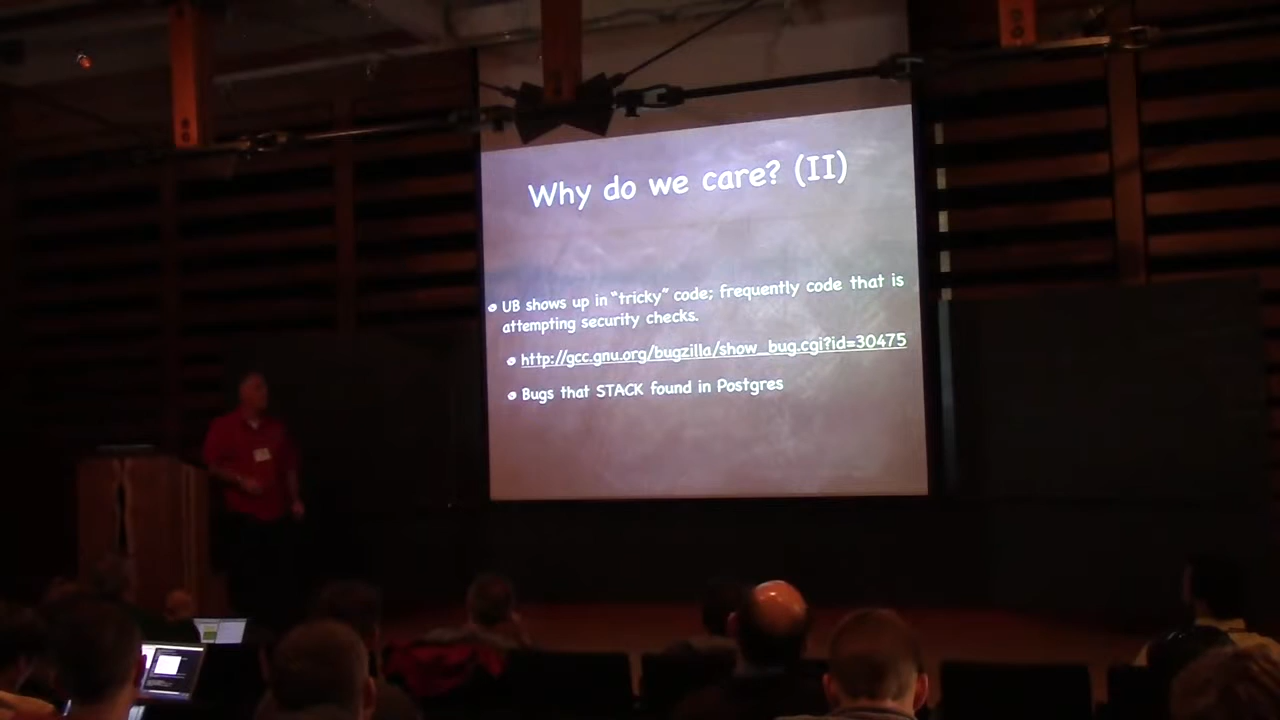 Why do we care? (II)
UB shows up in "tricky" code; frequently code that is
attempting security checks.
http://gcc.gnu.org/bugzilla/show_bug.cgi?id=30475
Bugs that STACK found in Postgres